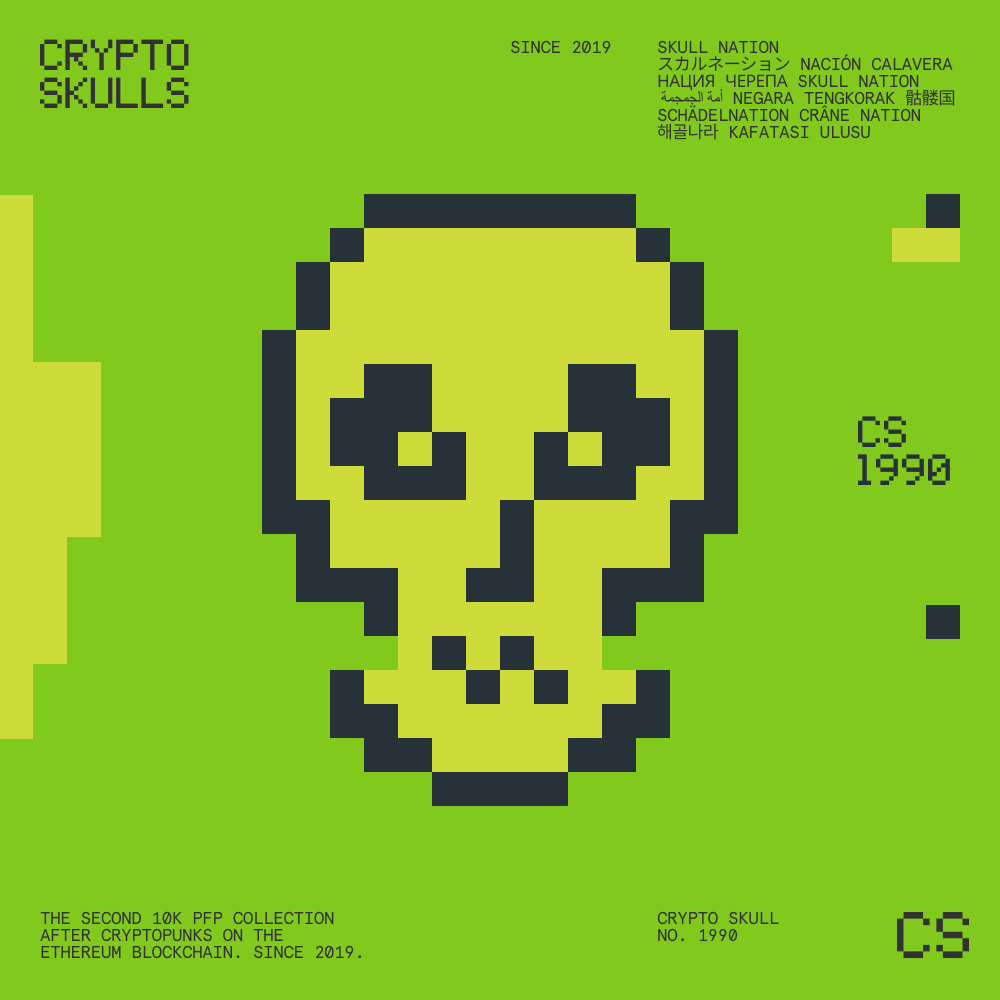 CRYPTO
SKULLS
SINCE 2019
SKULL NATION
スカルネーション NACIÓN CALAVERA
НАЦИЯ ЧЕРЕПА SKULL NATION
أمة الجمجمة NEGARA TENGKORAK 骷髅国
SCHÄDELNATION CRÂNE NATION
해골나라 KAFATASI ULUSU
CS
1990
THE SECOND 10K PFP COLLECTION
AFTER CRYPTOPUNKS ON THE
ETHEREUM BLOCKCHAIN. SINCE 2019.
CRYPTO SKULL
NO. 1990
CS